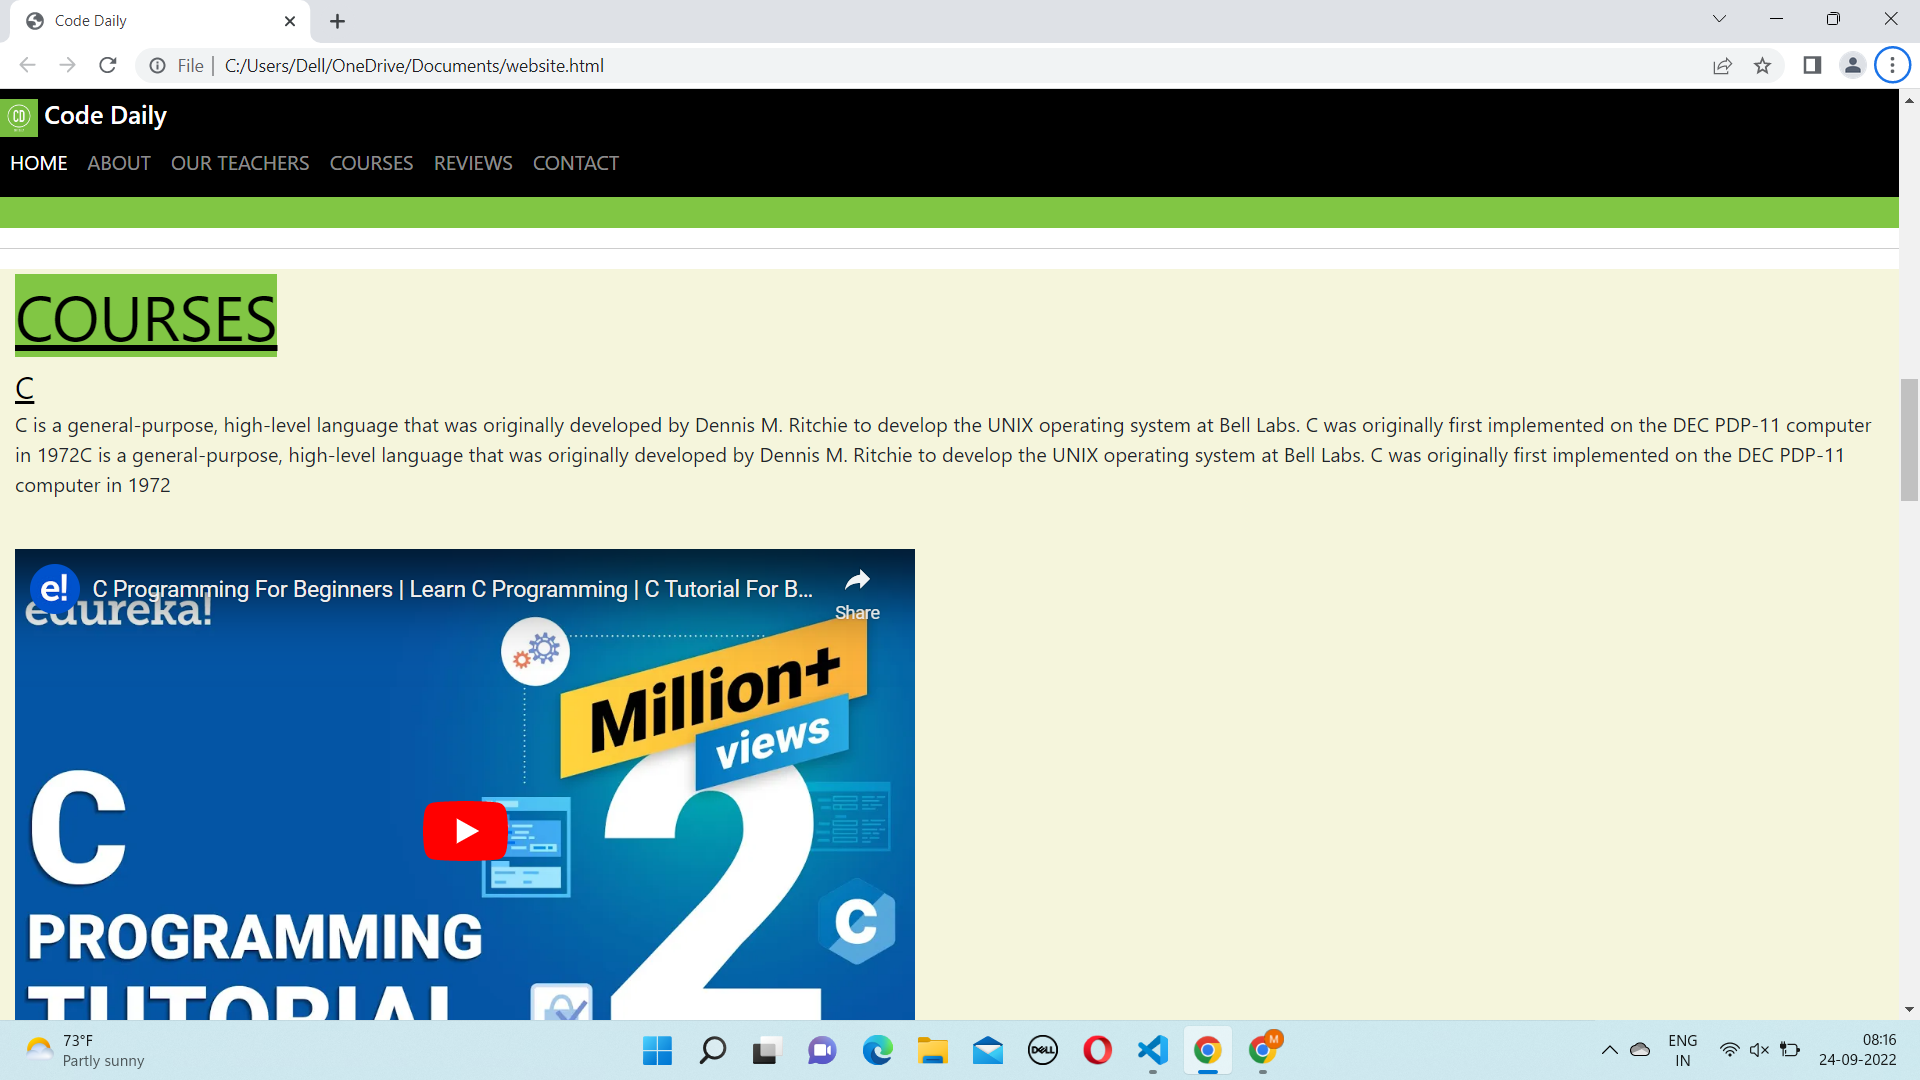 Code Daily
File
C:/Users/Dell/OneDrive/Documents/website.html
CD
Code Daily
HOME ABOUT OUR TEACHERS COURSES REVIEWS CONTACT
COURSES
C
C is a general-purpose, high-level language that was originally developed by Dennis M. Ritchie to develop the UNIX operating system at Bell Labs. C was originally first implemented on the DEC PDP-11 computer
in 1972C is a general-purpose, high-level language that was originally developed by Dennis M. Ritchie to develop the UNIX operating system at Bell Labs. C was originally first implemented on the DEC PDP-11
computer in 1972
e!
C Programming For Beginners | Learn C Programming | C Tutorial For B...
Share
edureka!
Million+
views
2
C
C
PROGRAMMING
TUTORIAL
73°F
Partly sunny
DELL
M
ENG
IN
08:16
24-09-2022